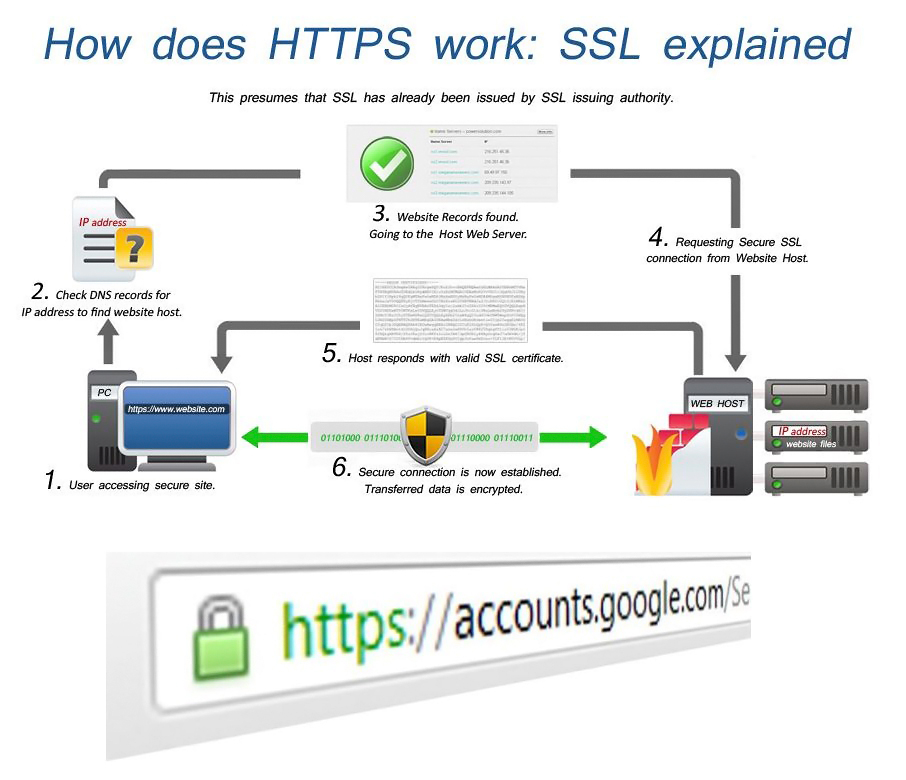 How does HTTPS work: SSL explained
This presumes that SSL has already been issued by SSL issuing authority.
Name Server
IP
3. Website Records found.
Going to the Host Web Server.
IP address
?
4. Requesting Secure SSL
connection from Website Host.
2. Check DNS records for
IP address to find website host.
5. Host responds with valid SSL certificate.
PC
https://www.website.com
WEB HOST
IP address
website files
01101000 0111010
01110000 01110011
1. User accessing secure site.
6. Secure connection is now established.
Transferred data is encrypted.
https://accounts.google.com/Se